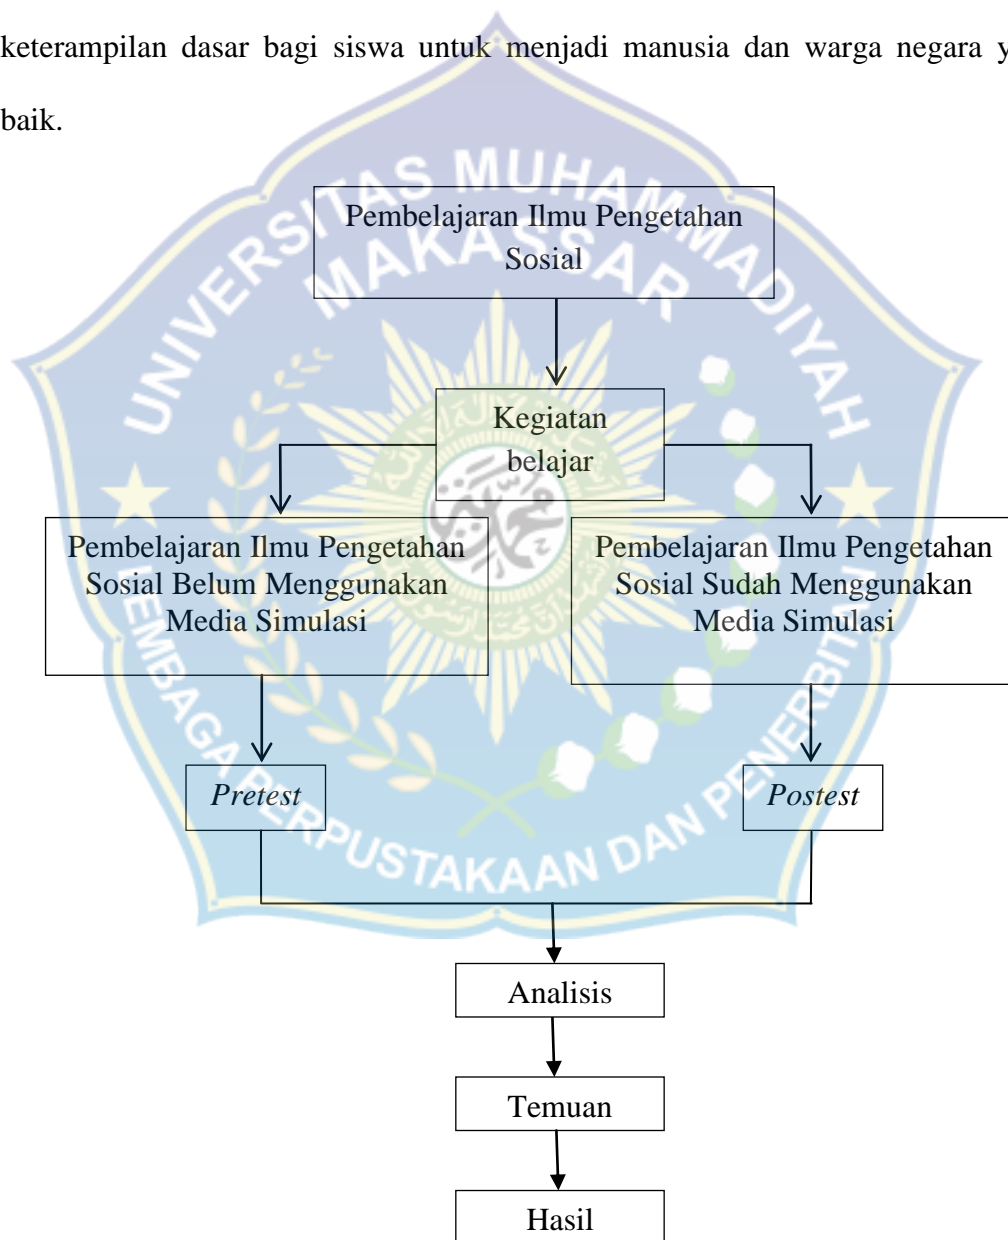 keterampilan dasar bagi siswa untuk menjadi manusia dan warga negara y
baik.
UNIVERSITAS MUHAMMADIYAH
MAKASSAR
Pembelajaran Ilmu Pengetahan
Sosial
Kegiatan
belajar
Pembelajaran Ilmu Pengetahan
Sosial Belum Menggunakan
Media Simulasi
Pembelajaran Ilmu Pengetahan
Sosial Sudah Menggunakan
Media Simulasi
Pretest
Postest
LEMBAGA PERPUSTAKAAN DAN PENERBITAN
Analisis
Temuan
Hasil